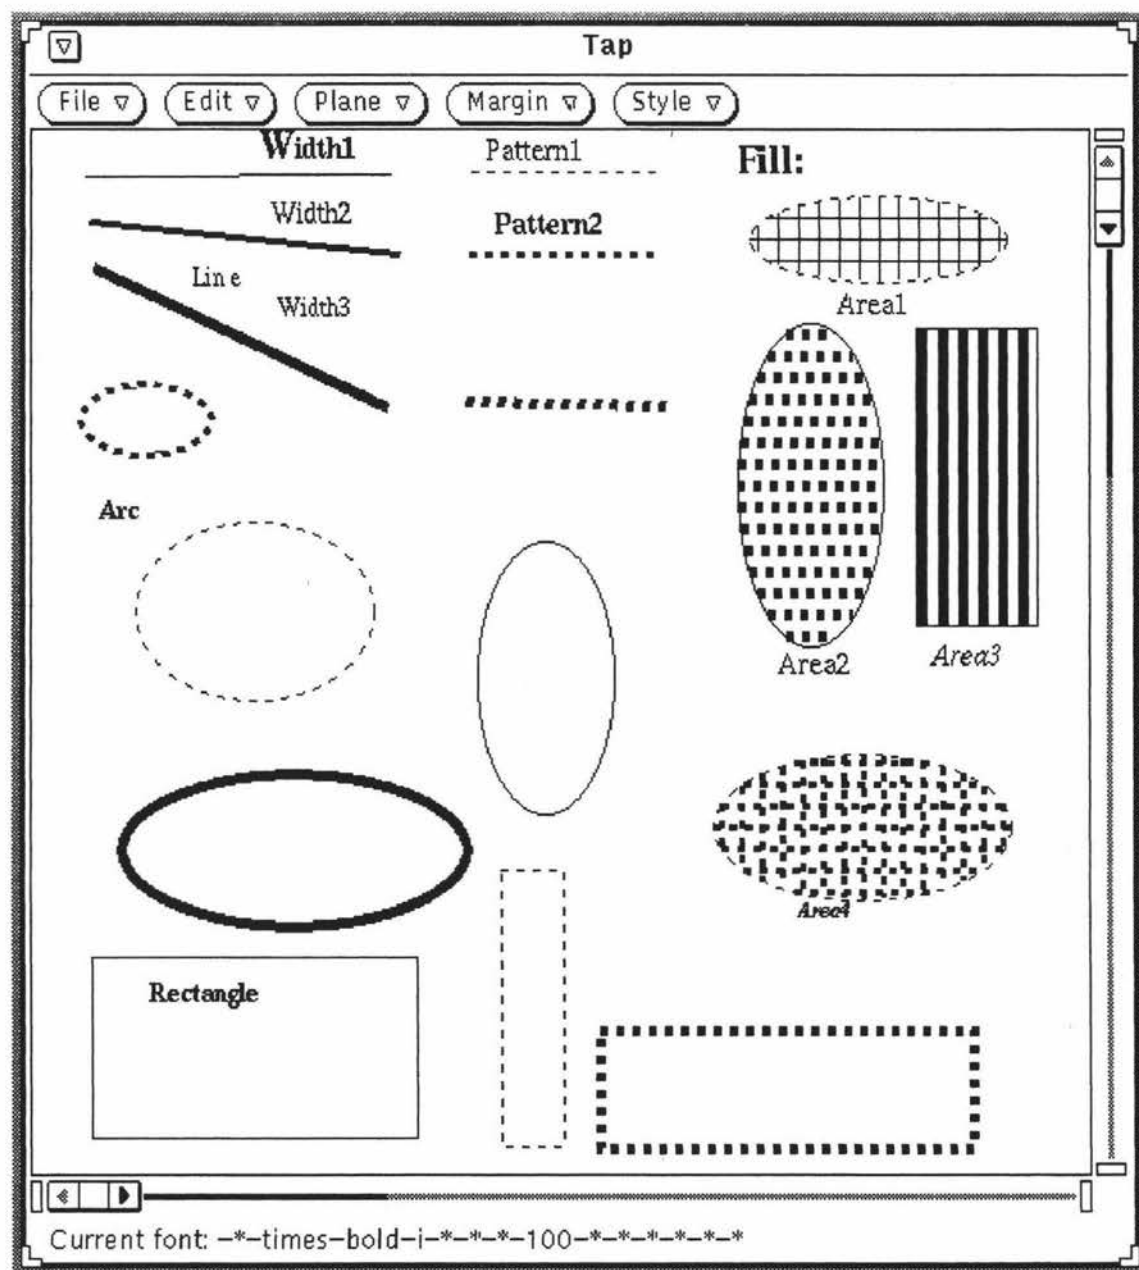 Tap
File Edit Plane Margin Style
Width1
Pattern1
Fill:
Width2
Pattern2
Line
Width3
Area1
Arc
Area2
Area3
Area4
Rectangle
Current font: -*-times-bold-i-*-*-*-100-*-*-*-*-*-*